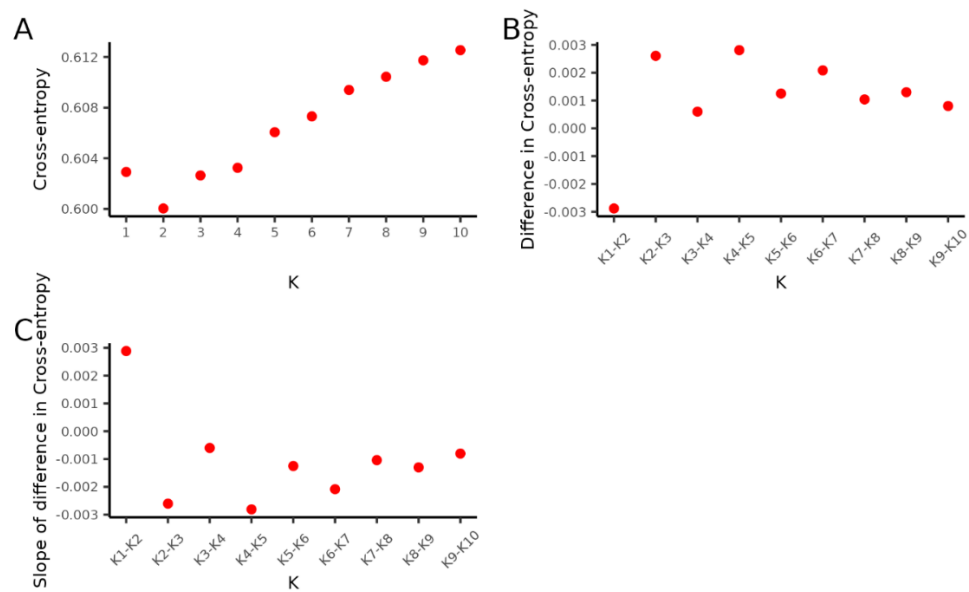 A
Cross-entropy
0.612
0.608
0.604
0.600
1 2 3 4 5 6 7 8 9 10
K
B
Difference in Cross-entropy
0.003
0.002
0.001
0.000
-0.001
-0.002
-0.003
K1-K2 K2-K3 K3-K4 K4-K5 K5-K6 K6-K7 K7-K8 K8-K9 K9-K10
K
C
Slope of difference in Cross-entropy
0.003
0.002
0.001
0.000
-0.001
-0.002
-0.003
K1-K2 K2-K3 K3-K4 K4-K5 K5-K6 K6-K7 K7-K8 K8-K9 K9-K10
K